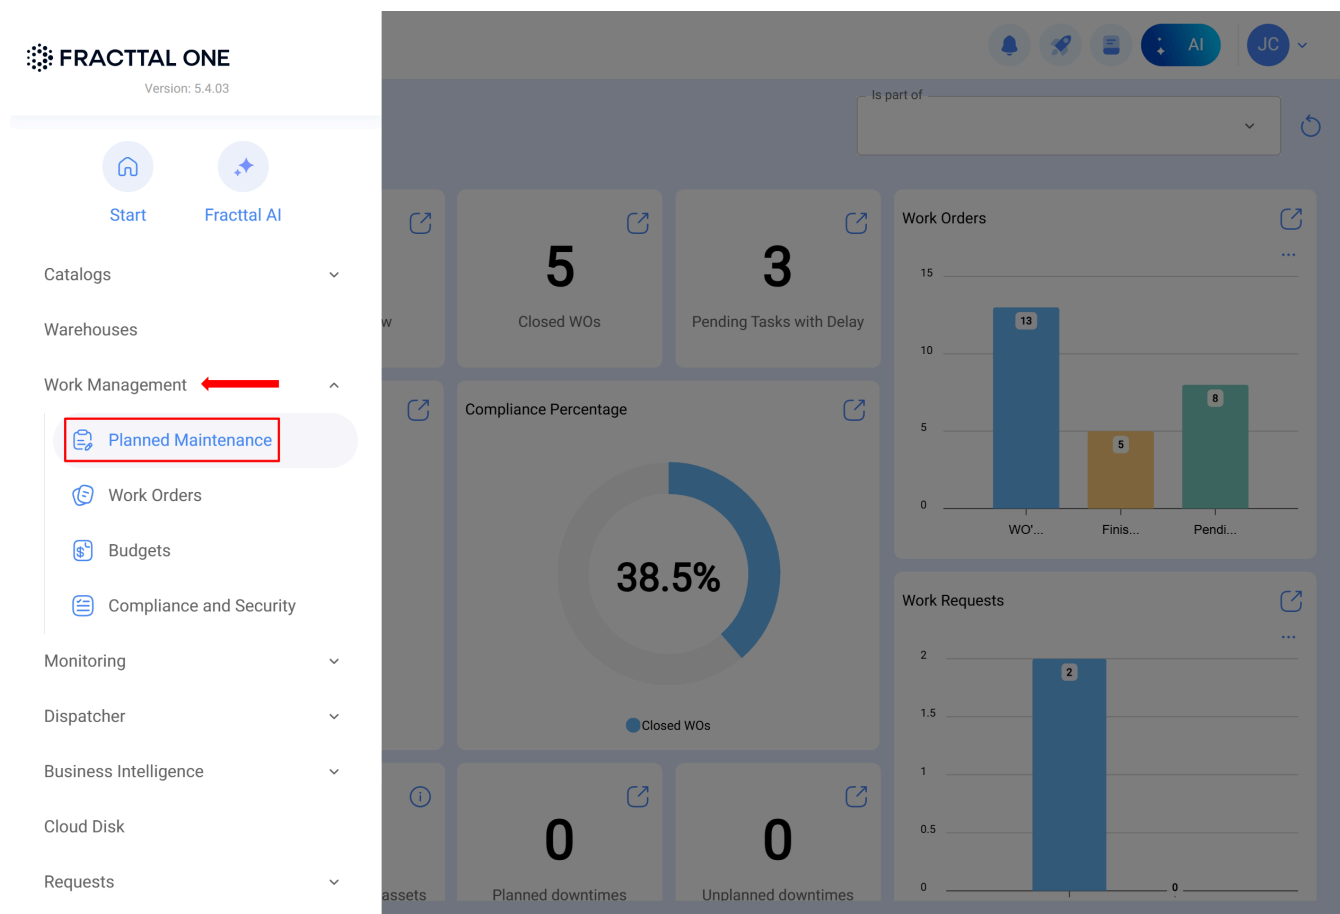 FRACTTAL ONE
Version: 5.4.03
Start
Fracttal AI
Catalogs
Warehouses
Work Management
Planned Maintenance
Work Orders
Budgets
Compliance and Security
Monitoring
Dispatcher
Business Intelligence
Cloud Disk
Requests
AI
JC
Is part of
w
5
Closed WOs
3
Pending Tasks with Delay
Work Orders
...
15
10
5
0
13
5
8
WO'...
Finis...
Pendi...
Compliance Percentage
38.5%
Closed WOs
Work Requests
...
2
1.5
1
0.5
0
2
0
assets
0
Planned downtimes
0
Unplanned downtimes